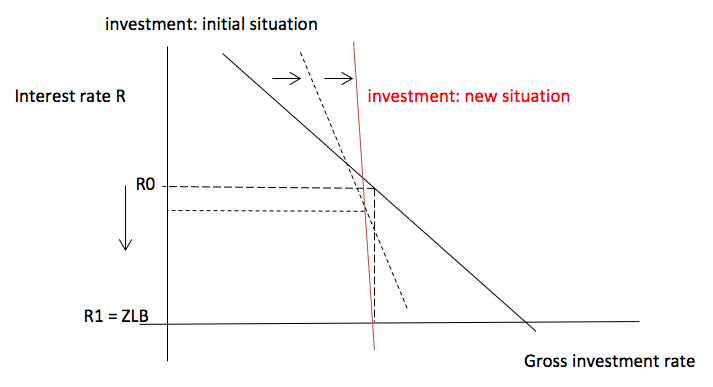 investment: initial situation
Interest rate R
investment: new situation
R0
R1 = ZLB
Gross investment rate